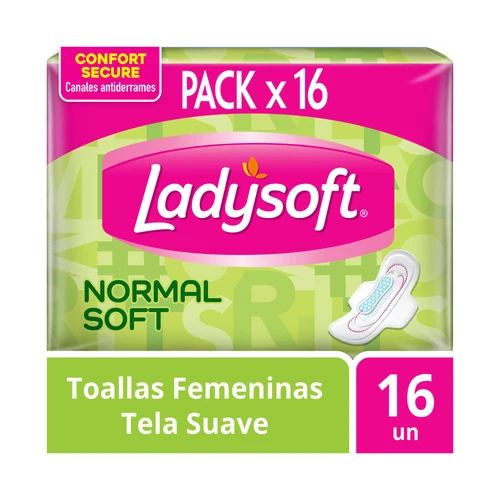 CONFORT
SECURE
Canales antiderrames
PACK x 16
Ladysoft®
NORMAL
SOFT
Toallas Femeninas
Tela Suave
16
un